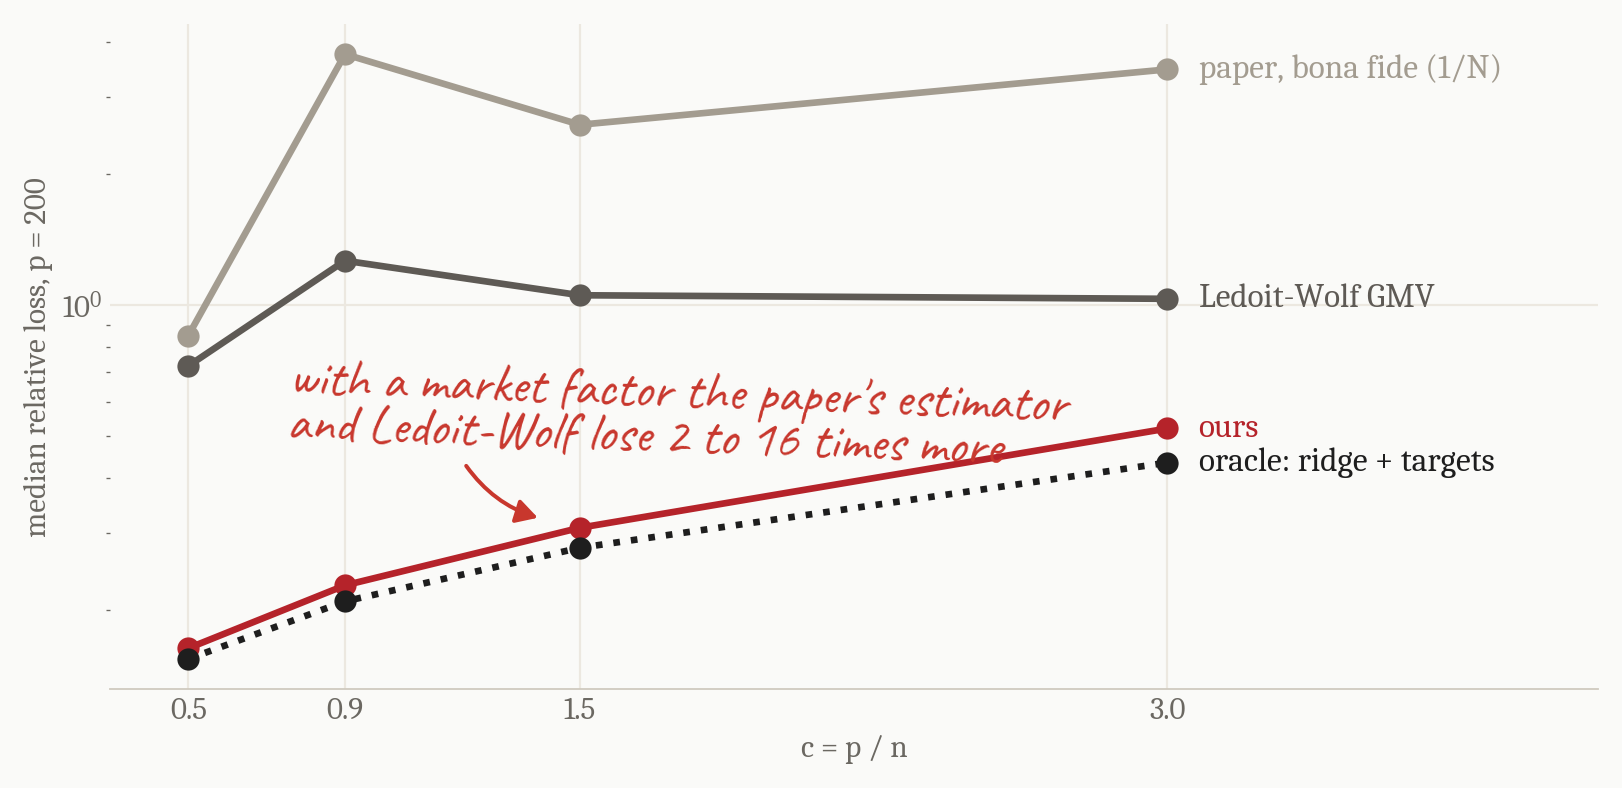 paper, bona fide (1/N)
median relative loss, p = 200
10⁰
Ledoit-Wolf GMV
with a market factor the paper's estimator
and Ledoit-Wolf lose 2 to 16 times more
ours
oracle: ridge + targets
0.5 0.9 1.5 3.0
c = p / n